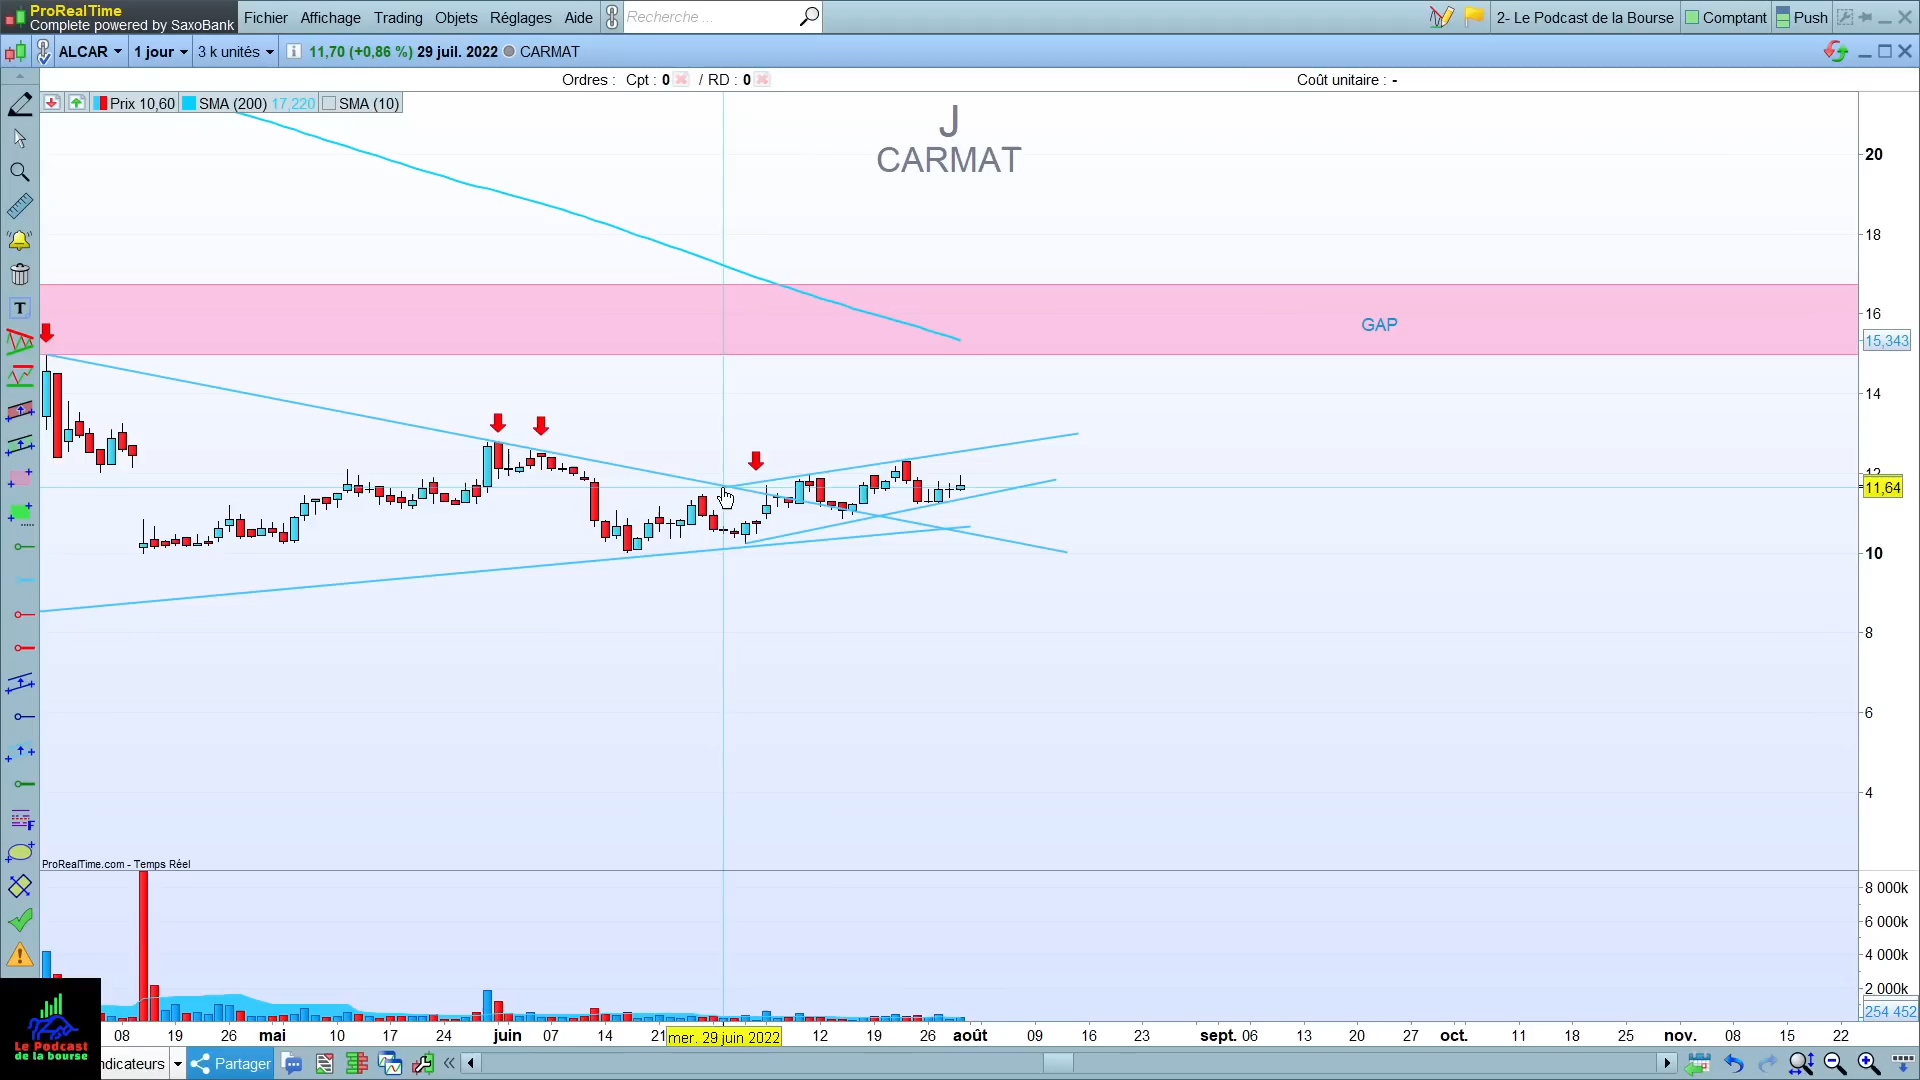 ProRealTime
Complete powered by SaxoBank
Fichier Affichage Trading Objets Réglages Aide Recherche ... 2- Le Podcast de la Bourse Comptant Push
ALCAR 1 jour 3 k unités 11,70 (+0,86 %) 29 juil. 2022 CARMAT
Ordres : Cpt : 0 / RD : 0 Coût unitaire : -
Prix 10,60 SMA (200) 17,220 SMA (10)
J
CARMAT
20
18
GAP
16
15,343
14
12
11,64
10
8
6
4
T
F
ProRealTime.com - Temps Réel
8 000k
6 000k
4 000k
2 000k
254 452
08 19 26 mai 10 17 24 juin 07 14 21 mer. 29 juin 2022 12 19 26 août 09 16 23 sept. 06 13 20 27 oct. 11 18 25 nov. 08 15 22
Le Podcast
de la bourse
ndicateurs Partager